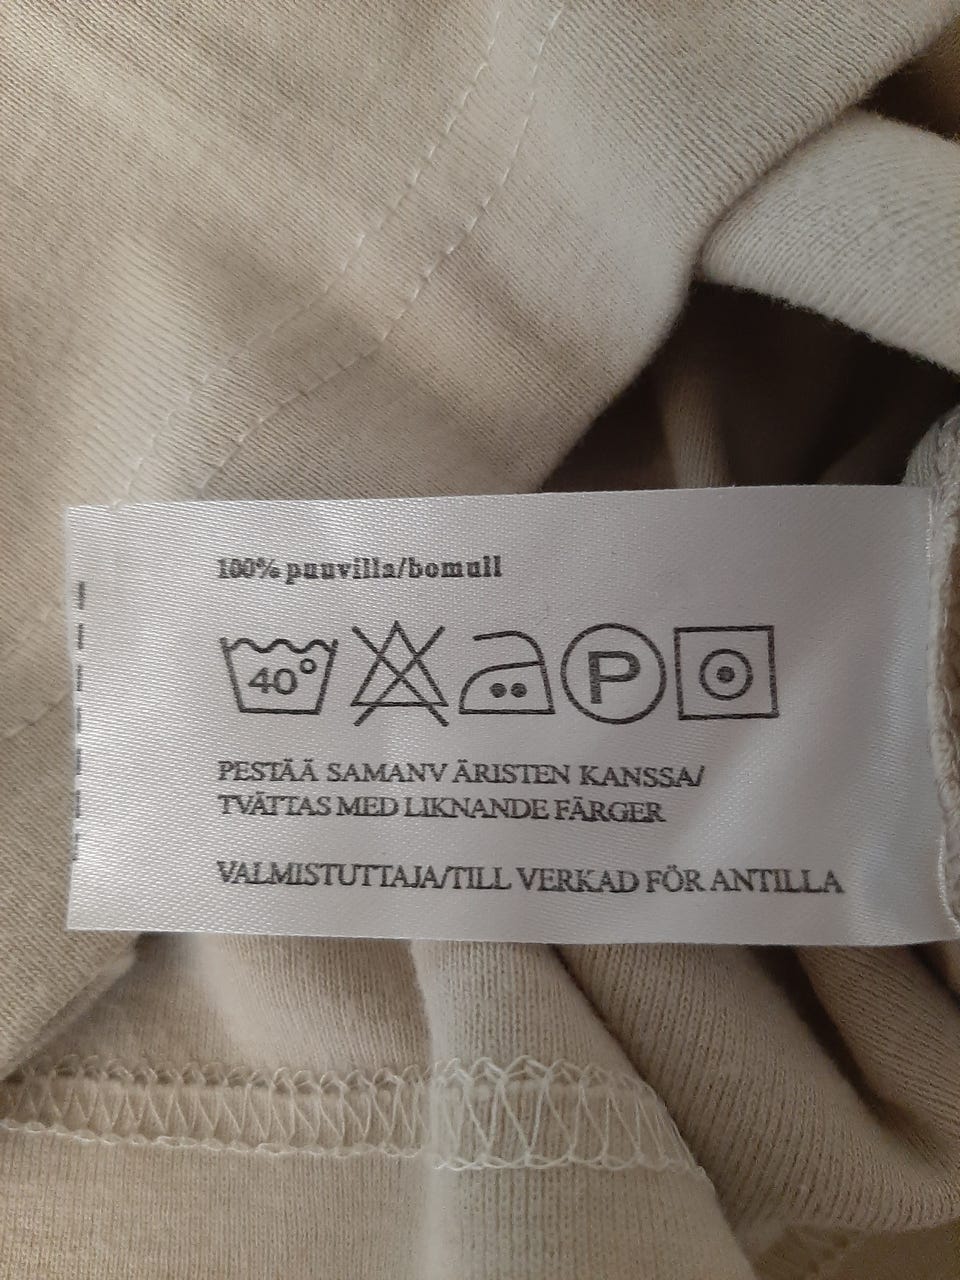 100% puuvilla/bomull
40°
P
PESTÄÄ SAMANV ÄRISTEN KANSSA/
TVÄTTAS MED LIKNANDE FÄRGER
VALMISTUTTAJA/TILL VERKAD FÖR ANTILLA